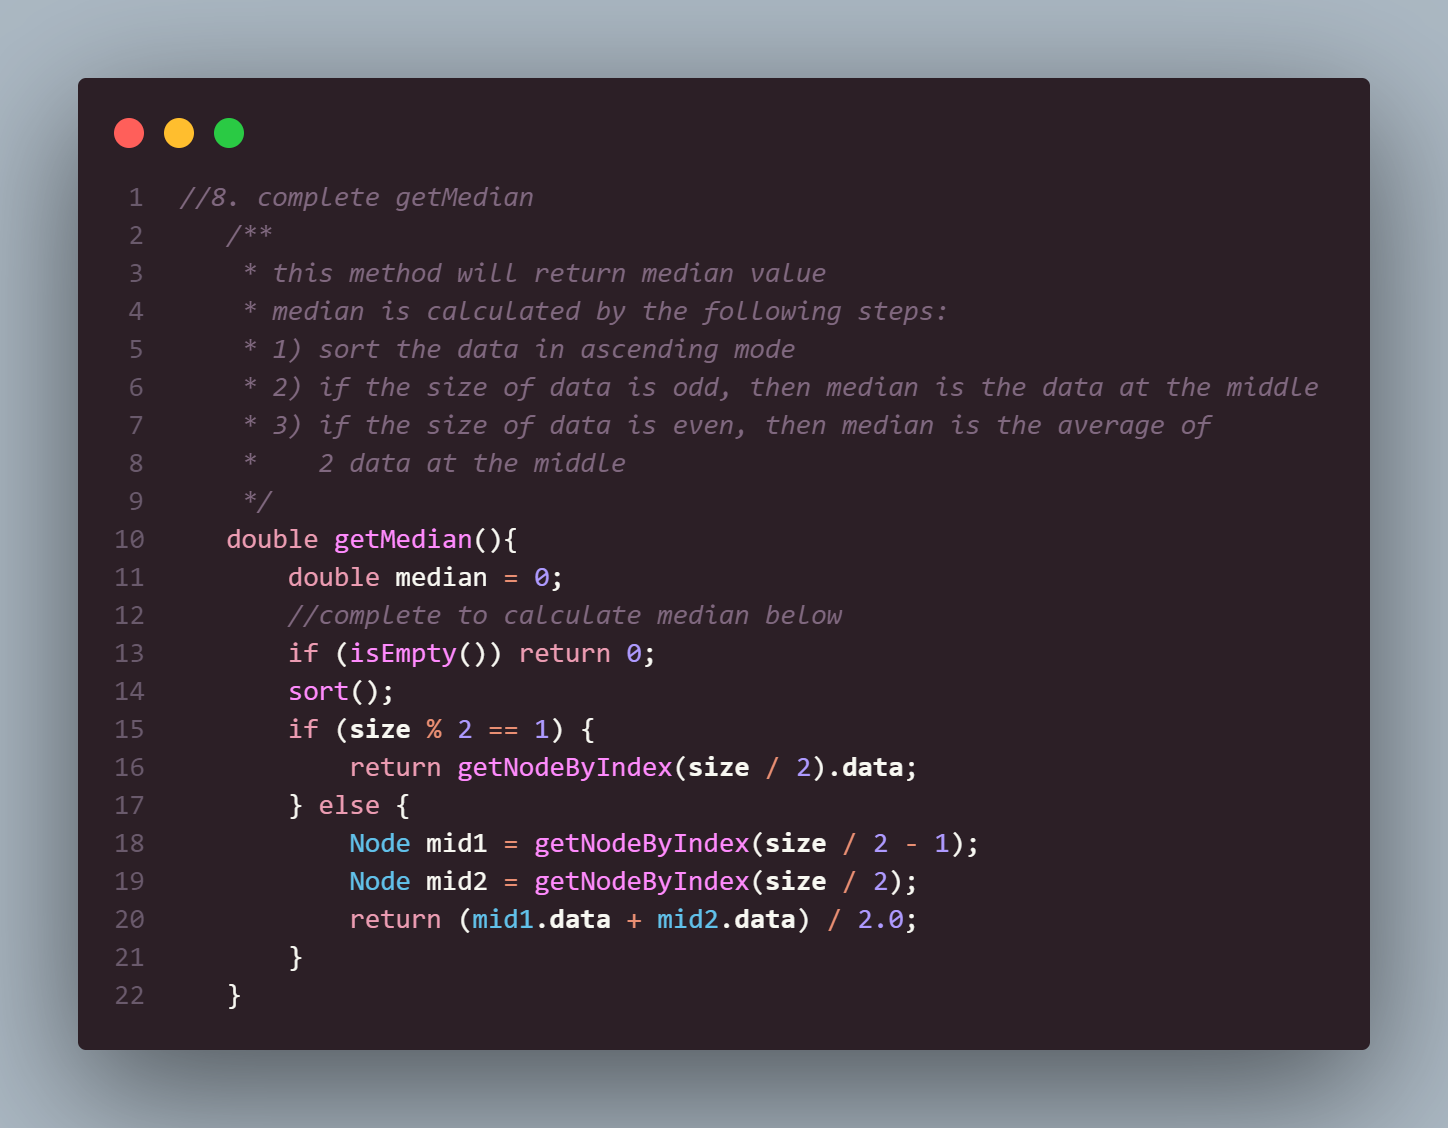 1 //8. complete getMedian
2 /**
3 * this method will return median value
4 * median is calculated by the following steps:
5 * 1) sort the data in ascending mode
6 * 2) if the size of data is odd, then median is the data at the middle
7 * 3) if the size of data is even, then median is the average of
8 *    2 data at the middle
9 */
10 double getMedian(){
11 double median = 0;
12 //complete to calculate median below
13 if (isEmpty()) return 0;
14 sort();
15 if (size % 2 == 1) {
16 return getNodeByIndex(size / 2).data;
17 } else {
18 Node mid1 = getNodeByIndex(size / 2 - 1);
19 Node mid2 = getNodeByIndex(size / 2);
20 return (mid1.data + mid2.data) / 2.0;
21 }
22 }